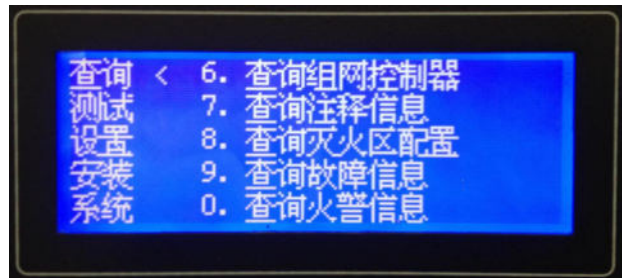 查询 < 6. 查询组网控制器
测试 7. 查询注释信息
设置 8. 查询灭火区配置
安装 9. 查询故障信息
系统 0. 查询火警信息